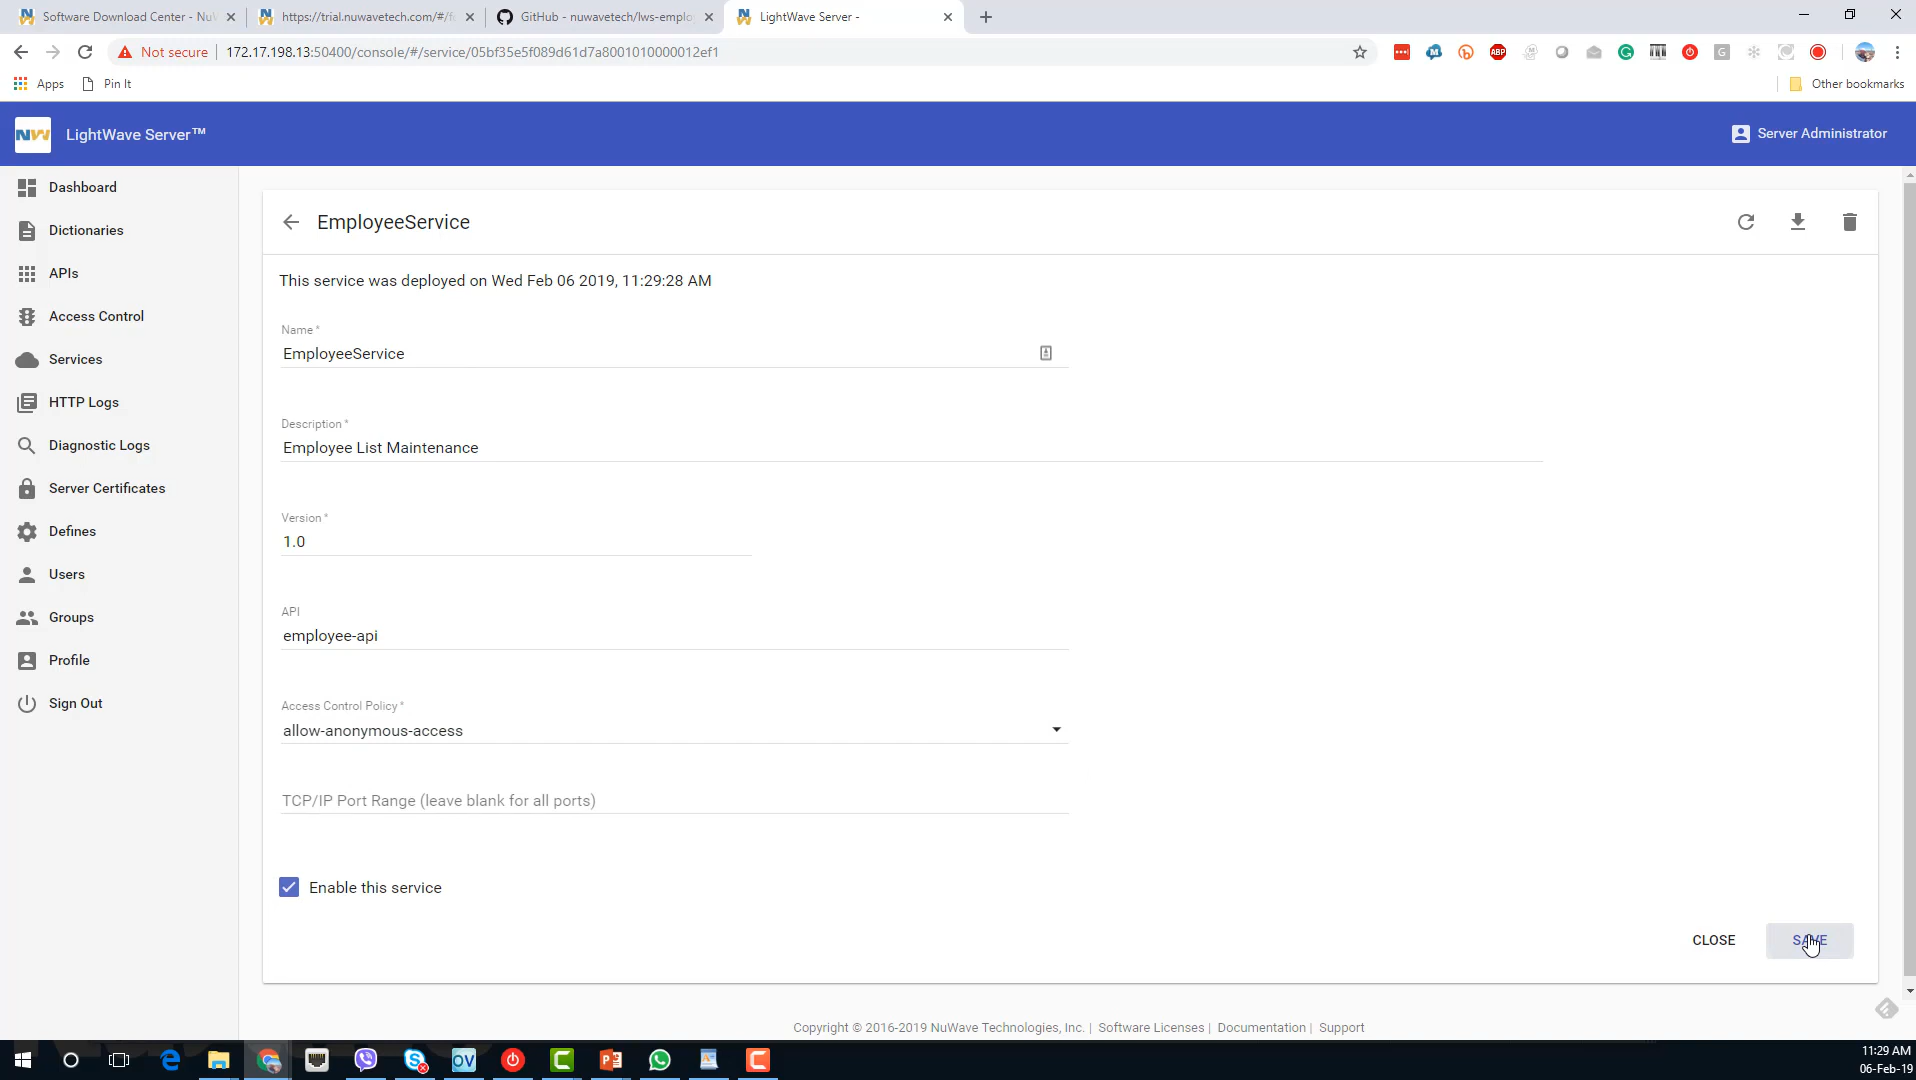 Software Download Center - NuW
https://trial.nuwavetech.com/#/fo
GitHub - nuwavetech/lws-emplo
LightWave Server -
Not secure
172.17.198.13:50400/console/#/service/05bf35e5f089d61d7a8001010000012ef1
ABP
G
Apps
Pin It
Other bookmarks
NW
LightWave Server™
Server Administrator
Dashboard
Dictionaries
APIs
Access Control
Services
HTTP Logs
Diagnostic Logs
Server Certificates
Defines
Users
Groups
Profile
Sign Out
EmployeeService
This service was deployed on Wed Feb 06 2019, 11:29:28 AM
Name *
EmployeeService
Description *
Employee List Maintenance
Version *
1.0
API
employee-api
Access Control Policy *
allow-anonymous-access
TCP/IP Port Range (leave blank for all ports)
Enable this service
CLOSE
SAVE
Copyright © 2016-2019 NuWave Technologies, Inc. | Software Licenses | Documentation | Support
OV
11:29 AM
06-Feb-19